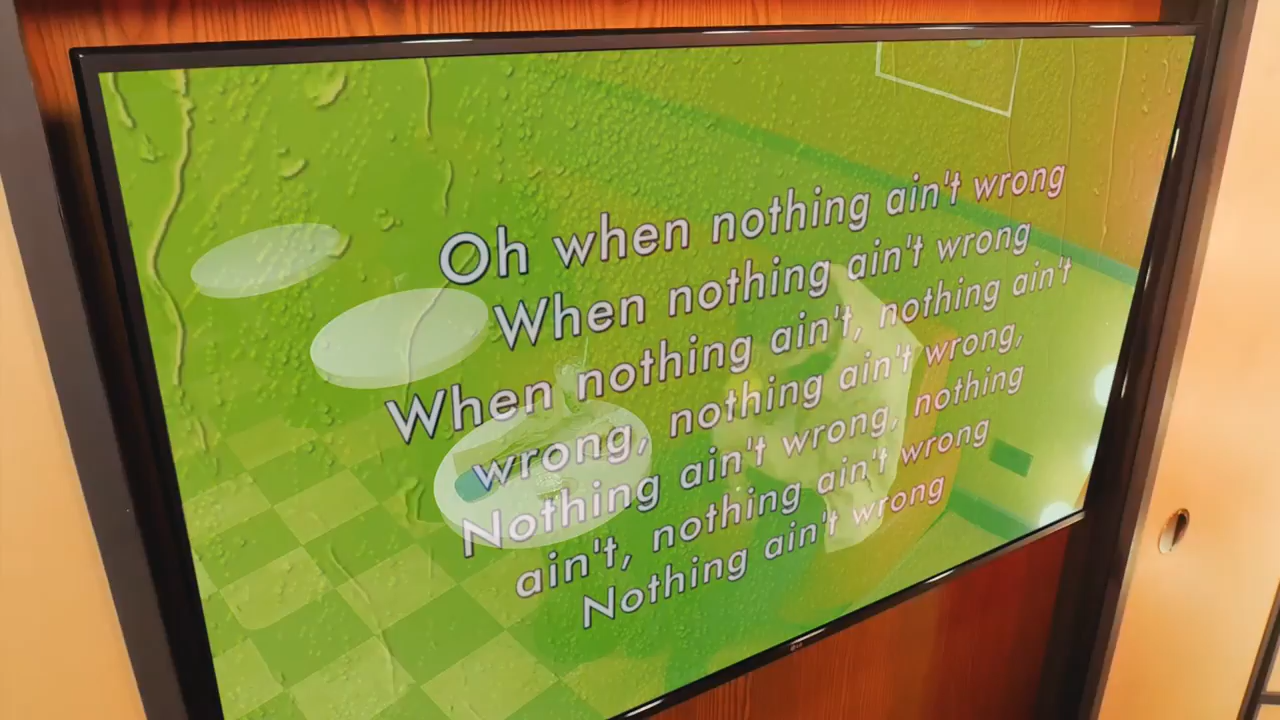 Oh when nothing ain't wrong
When nothing ain't wrong
When nothing ain't, nothing ain't
wrong, nothing ain't wrong,
Nothing ain't wrong, nothing
ain't, nothing ain't wrong
Nothing ain't wrong
LG